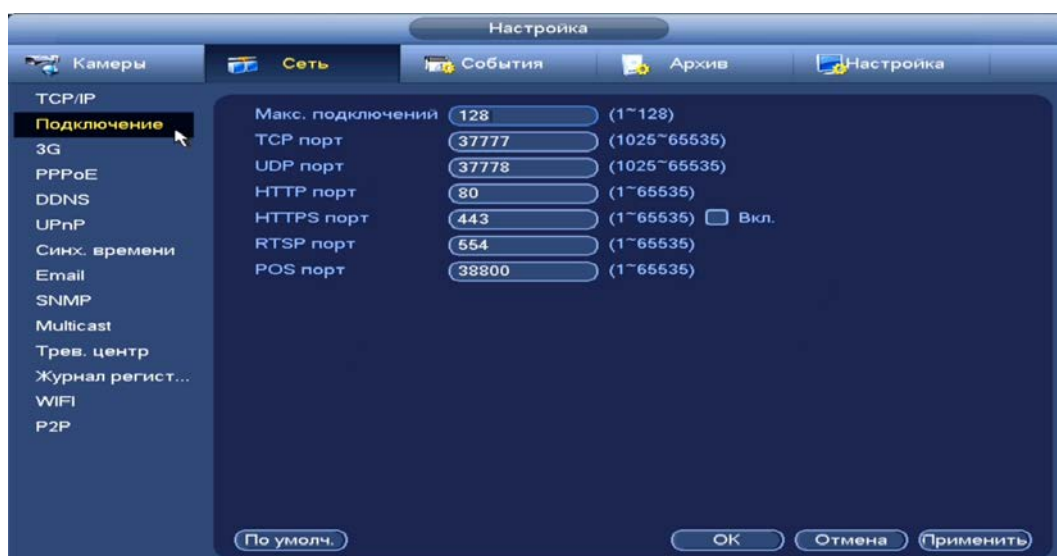 Настройка
Камеры
Сеть
События
Архив
Настройка
TCP/IP
Подключение
3G
PPPoE
DDNS
UPnP
Синх. времени
Email
SNMP
Multicast
Трев. центр
Журнал регист...
WIFI
P2P
Макс. подключений 128 (1~128)
TCP порт 37777 (1025~65535)
UDP порт 37778 (1025~65535)
HTTP порт 80 (1~65535)
HTTPS порт 443 (1~65535) Вкл.
RTSP порт 554 (1~65535)
POS порт 38800 (1~65535)
По умолч. OK Отмена Применить